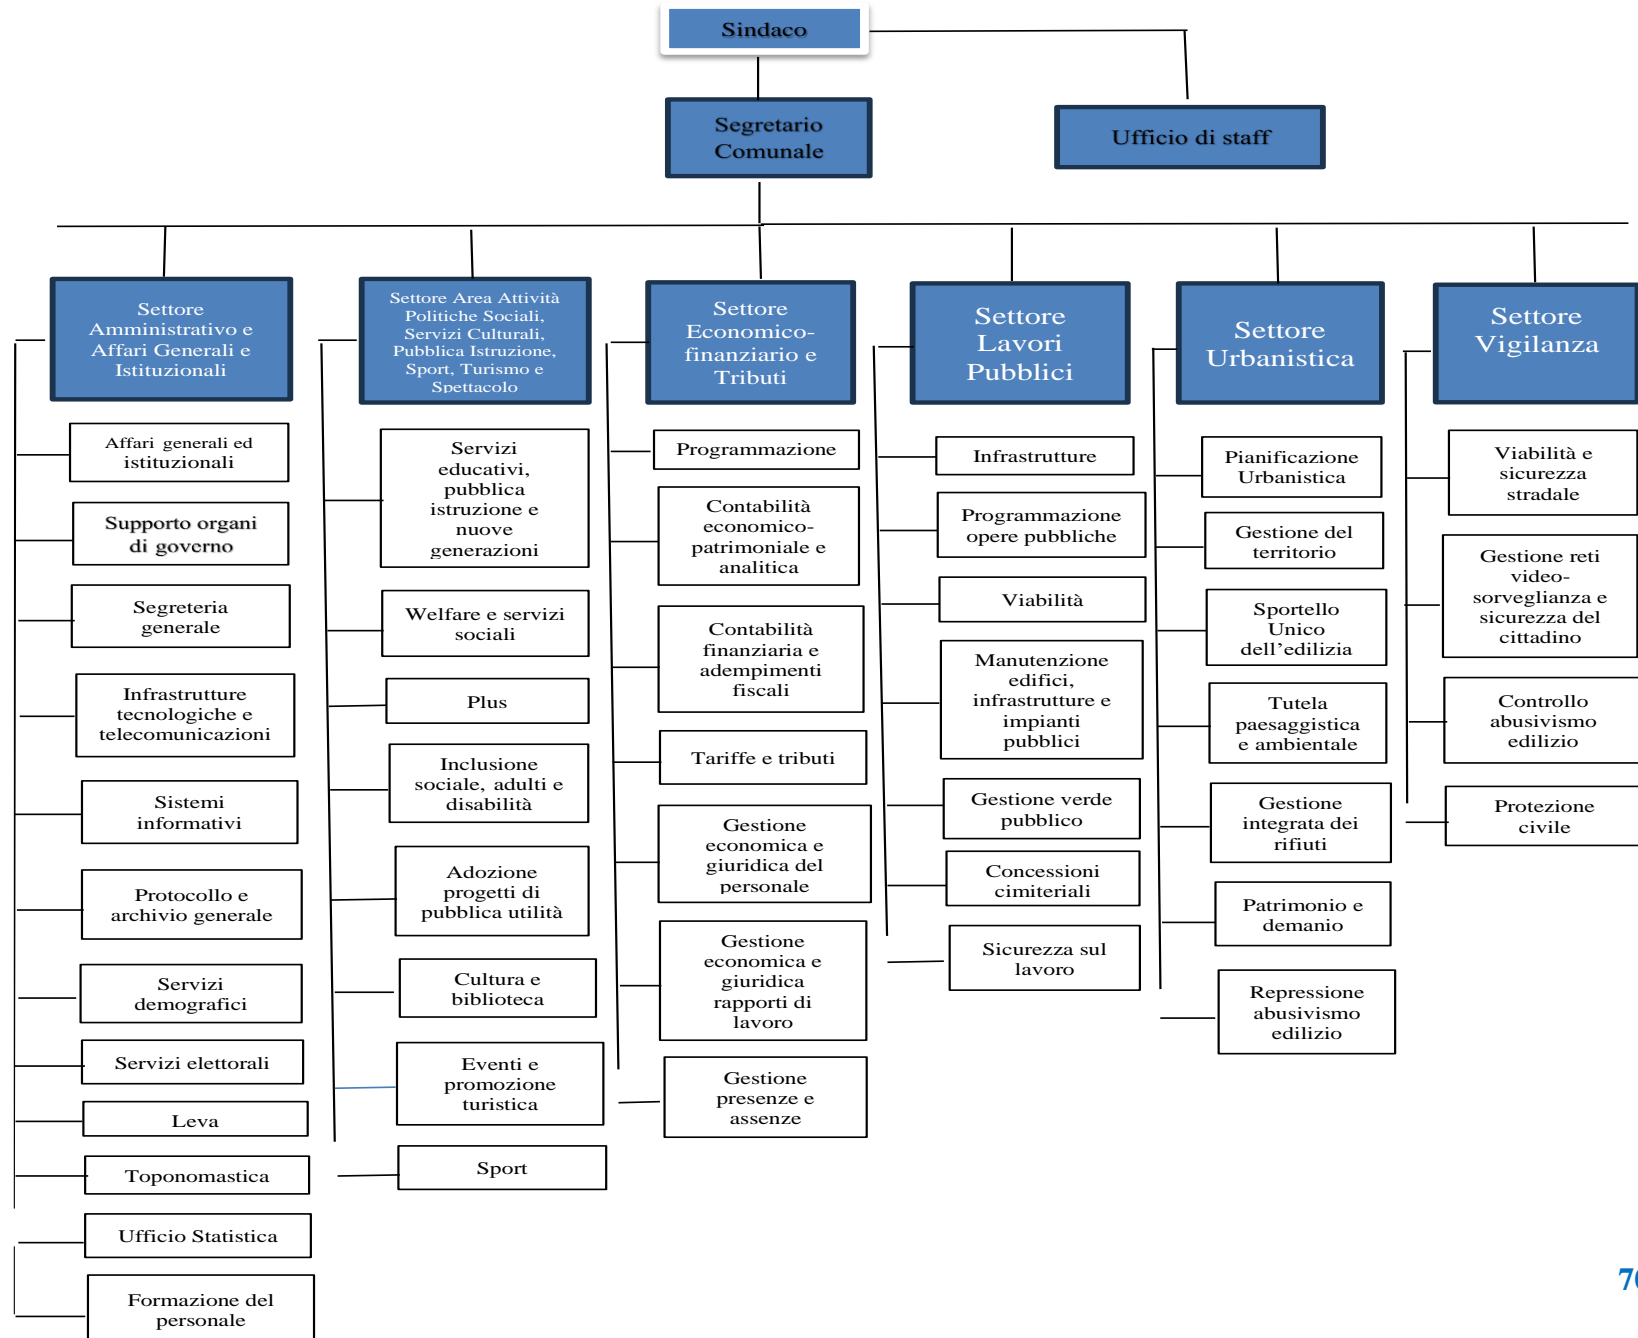 Sindaco
Segretario
Comunale
Ufficio di staff
Settore
Amministrativo e
Affari Generali e
Istituzionali
Affari generali ed
istituzionali
Supporto organi
di governo
Segreteria
generale
Infrastrutture
tecnologiche e
telecomunicazioni
Sistemi
informativi
Protocollo e
archivio generale
Servizi
demografici
Servizi elettorali
Leva
Toponomastica
Ufficio Statistica
Formazione del
personale
Settore Area Attività
Politiche Sociali,
Servizi Culturali,
Pubblica Istruzione,
Sport, Turismo e
Spettacolo
Servizi
educativi,
pubblica
istruzione e
nuove
generazioni
Welfare e servizi
sociali
Plus
Inclusione
sociale, adulti e
disabilità
Adozione
progetti di
pubblica utilità
Cultura e
biblioteca
Eventi e
promozione
turistica
Sport
Settore
Economico-
finanziario e
Tributi
Programmazione
Contabilità
economico-
patrimoniale e
analitica
Contabilità
finanziaria e
adempimenti
fiscali
Tariffe e tributi
Gestione
economica e
giuridica del
personale
Gestione
economica e
giuridica
rapporti di
lavoro
Gestione
presenze e
assenze
Settore
Lavori
Pubblici
Infrastrutture
Programmazione
opere pubbliche
Viabilità
Manutenzione
edifici,
infrastrutture e
impianti
pubblici
Gestione verde
pubblico
Concessioni
cimiteriali
Sicurezza sul
lavoro
Settore
Urbanistica
Pianificazione
Urbanistica
Gestione del
territorio
Sportello
Unico
dell’edilizia
Tutela
paesaggistica
e ambientale
Gestione
integrata dei
rifiuti
Patrimonio e
demanio
Repressione
abusivismo
edilizio
Settore
Vigilanza
Viabilità e
sicurezza
stradale
Gestione reti
video-
sorveglianza e
sicurezza del
cittadino
Controllo
abusivismo
edilizio
Protezione
civile